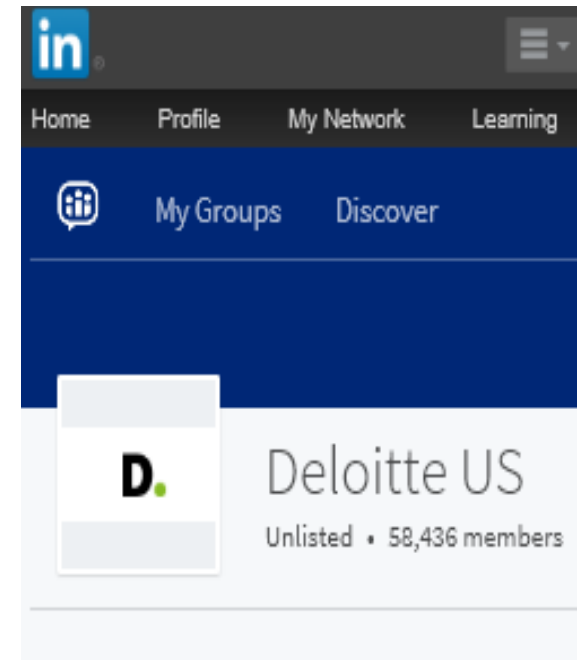 in
Home Profile My Network Learning
My Groups Discover
D.
Deloitte US
Unlisted • 58,436 members